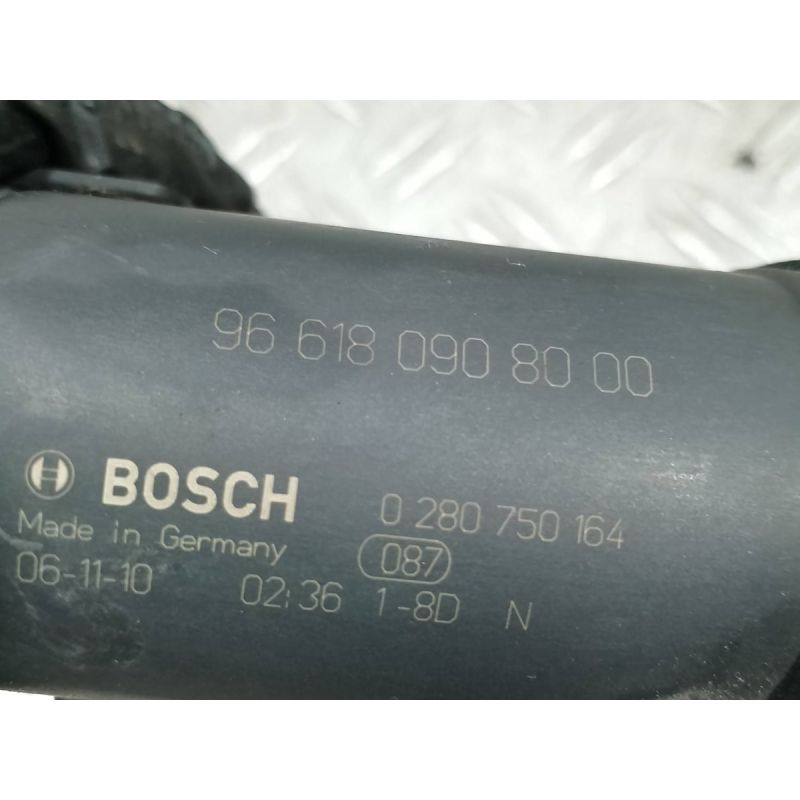 96 618 090 80 00
BOSCH 0 280 750 164
Made in Germany 087
06-11-10 02:36 1-8D N